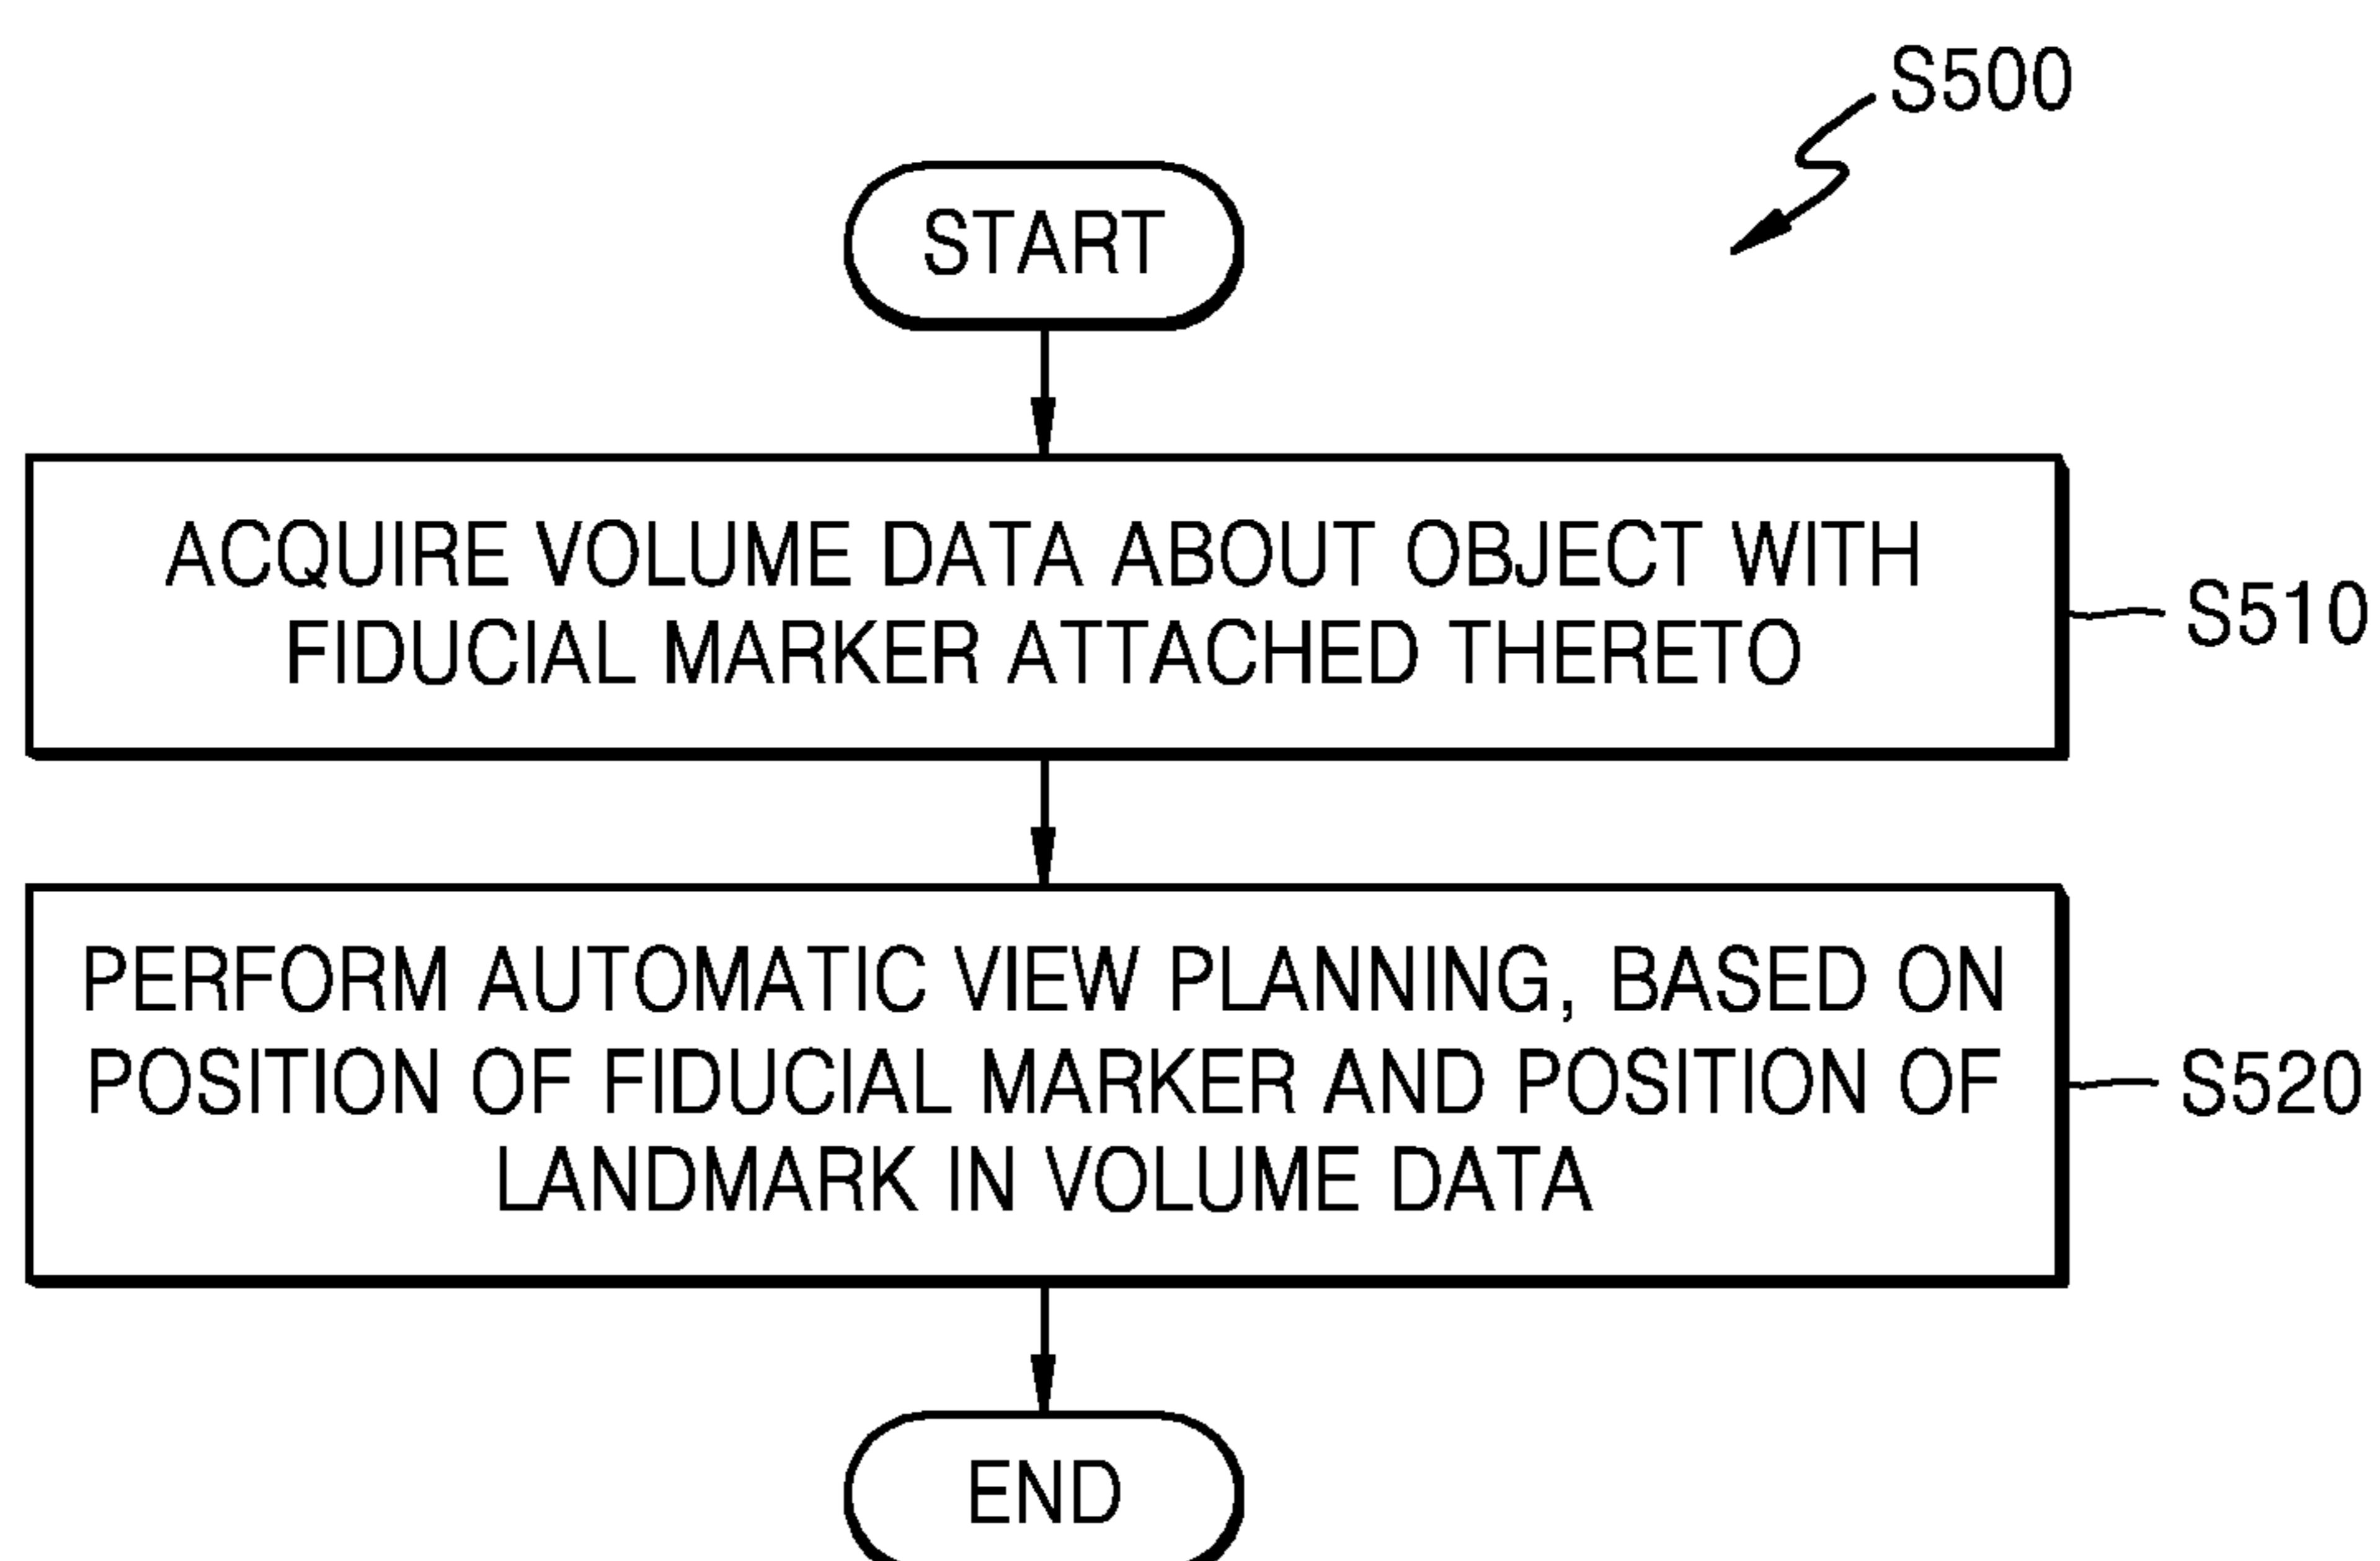 S500
START
ACQUIRE VOLUME DATA ABOUT OBJECT WITH
FIDUCIAL MARKER ATTACHED THERETO
S510
PERFORM AUTOMATIC VIEW PLANNING, BASED ON
POSITION OF FIDUCIAL MARKER AND POSITION OF
LANDMARK IN VOLUME DATA
S520
END